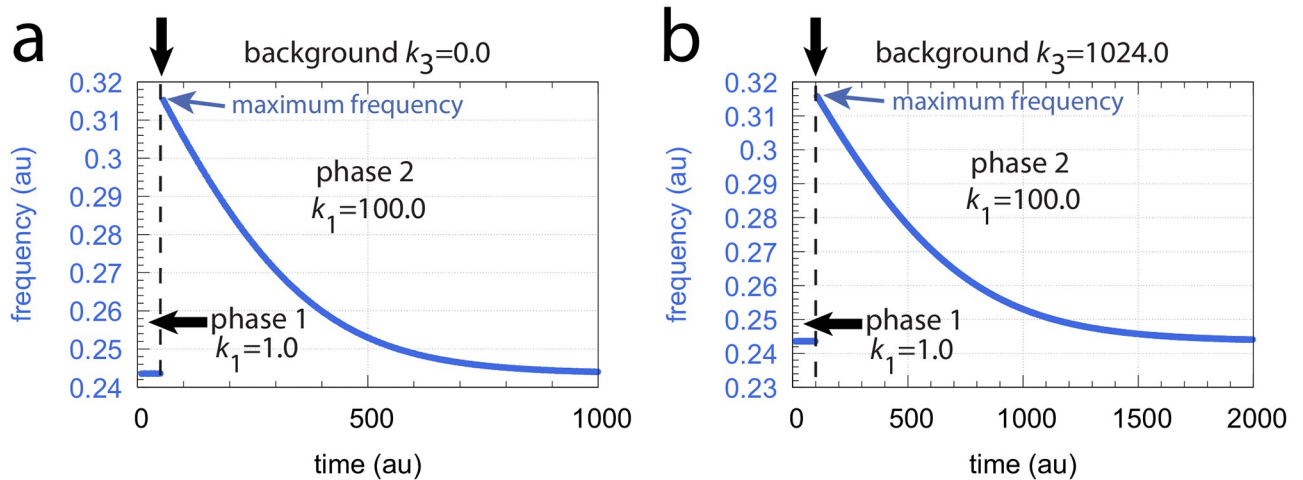 a
background k3=0.0
0.32
0.31
0.3
0.29
0.28
0.27
0.26
0.25
0.24
frequency (au)
maximum frequency
phase 2
k1=100.0
phase 1
k1=1.0
0
500
1000
time (au)
b
background k3=1024.0
0.32
0.31
0.3
0.29
0.28
0.27
0.26
0.25
0.24
0.23
frequency (au)
maximum frequency
phase 2
k1=100.0
phase 1
k1=1.0
0
500
1000
1500
2000
time (au)